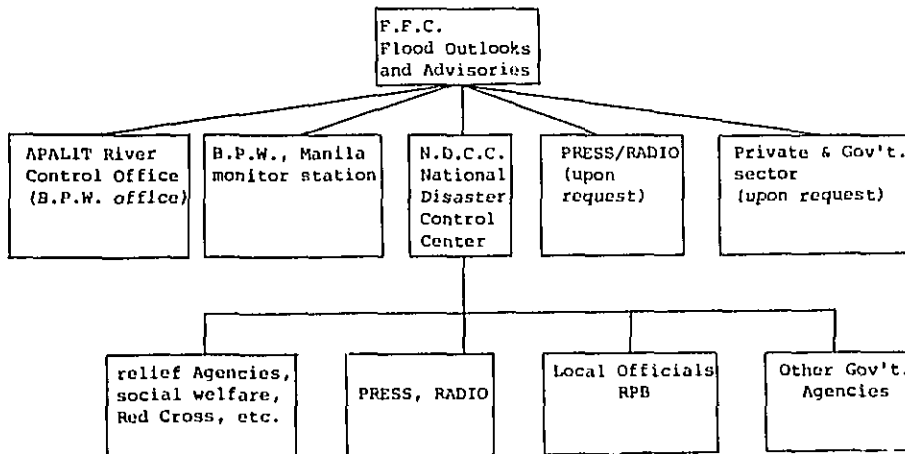 F.F.C.
Flood Outlooks
and Advisories
APALIT River
Control Office
(B.P.W. office)
B.P.W., Manila
monitor station
N.D.C.C.
National
Disaster
Control
Center
PRESS/RADIO
(upon
request)
Private & Gov't.
sector
(upon request)
relief Agencies,
social welfare,
Red Cross, etc.
PRESS, RADIO
Local Officials
RPB
Other Gov't.
Agencies